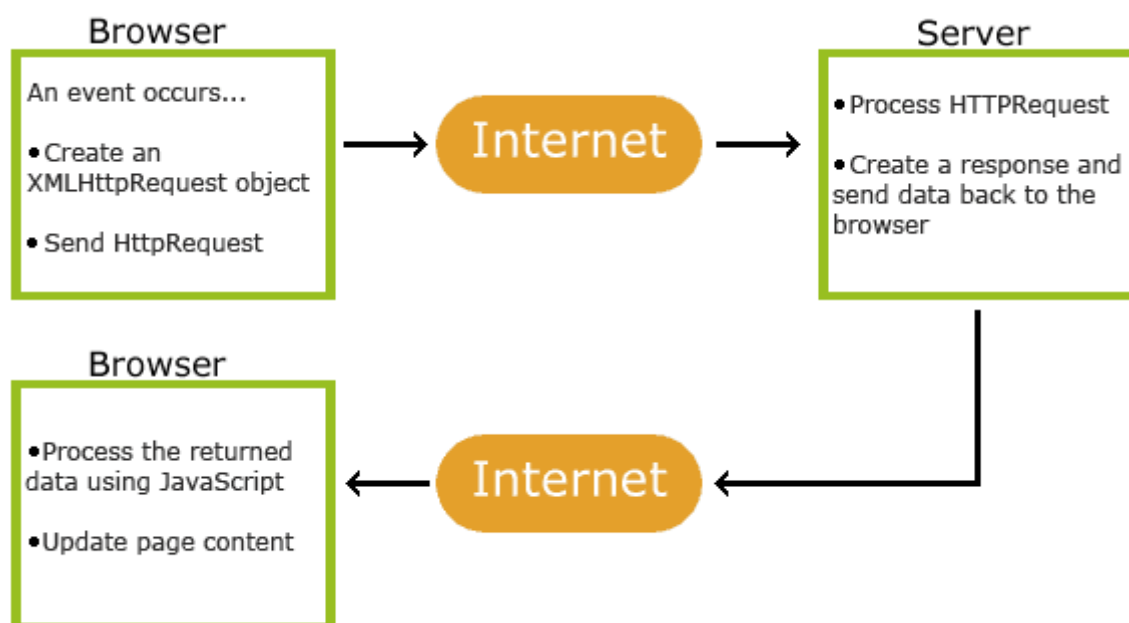 Browser
An event occurs...
•Create an
XMLHttpRequest object
• Send HttpRequest
Internet
Server
•Process HTTPRequest
•Create a response and
send data back to the
browser
Browser
•Process the returned
data using JavaScript
•Update page content
Internet